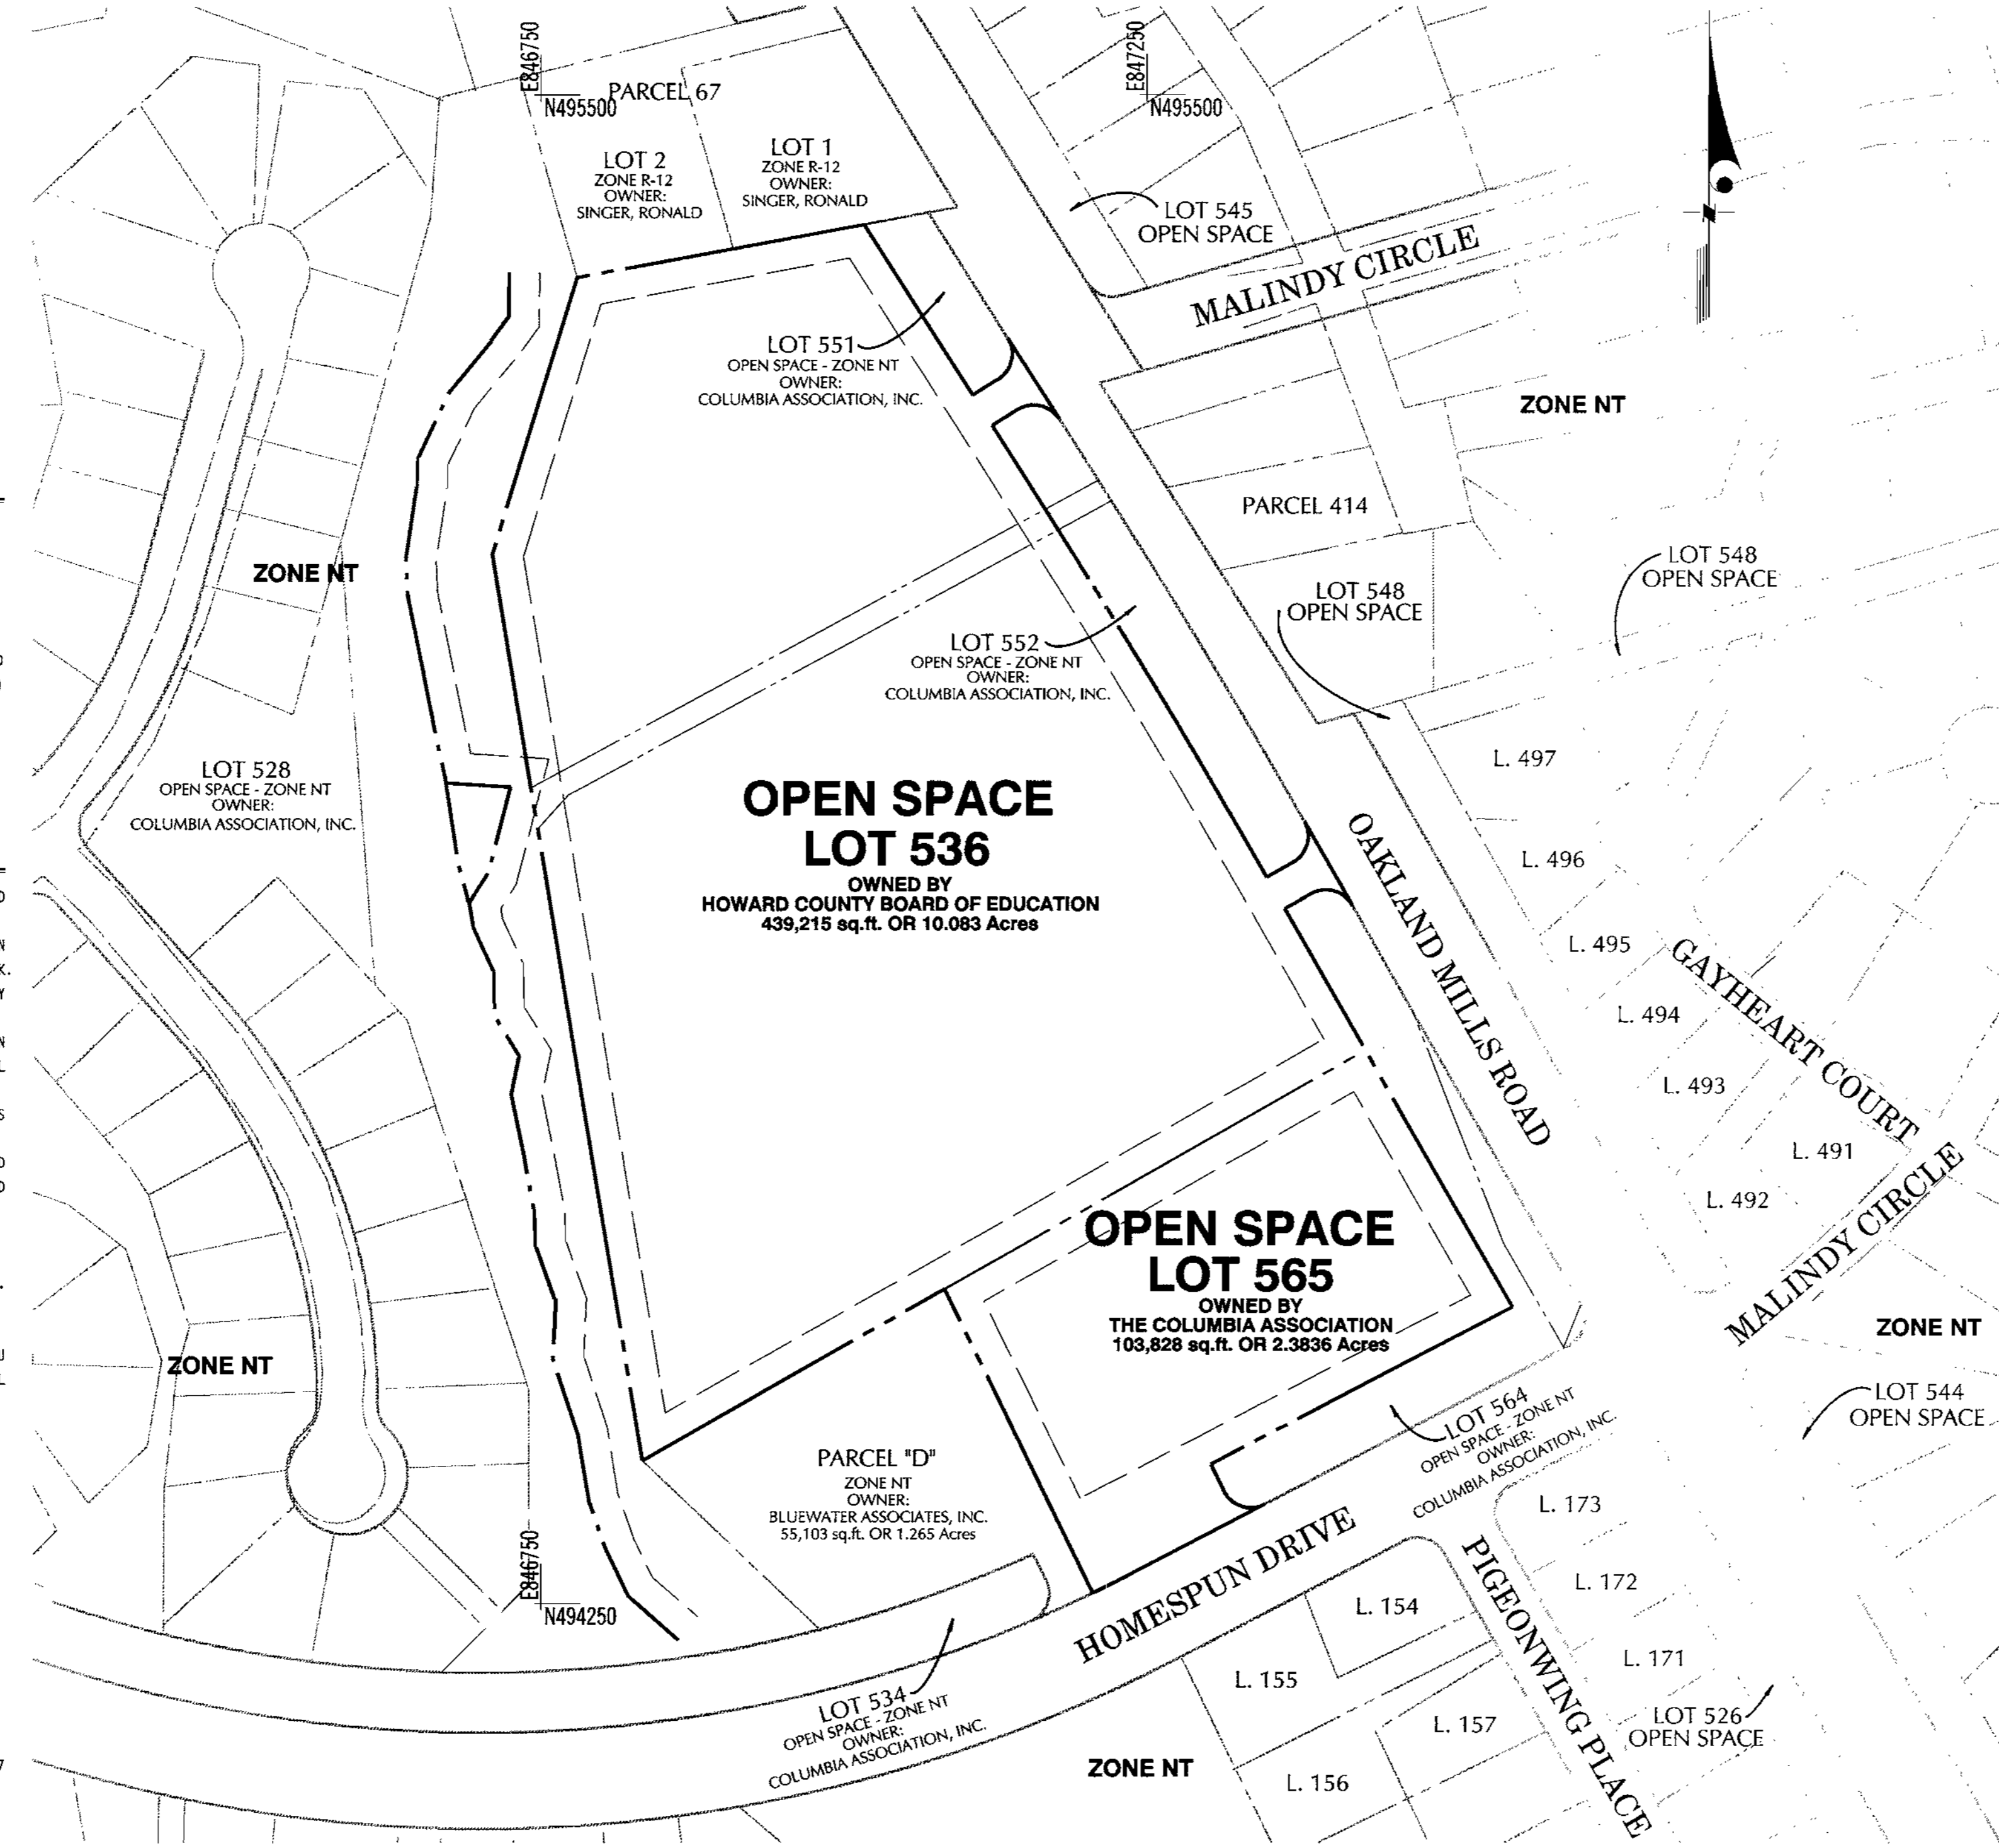 E846750
N495500
PARCEL 67
E847250
N495500
LOT 2
ZONE R-12
OWNER:
SINGER, RONALD
LOT 1
ZONE R-12
OWNER:
SINGER, RONALD
LOT 545
OPEN SPACE
MALINDY CIRCLE
LOT 551
OPEN SPACE - ZONE NT
OWNER:
COLUMBIA ASSOCIATION, INC.
ZONE NT
PARCEL 414
LOT 548
OPEN SPACE
LOT 548
OPEN SPACE
ZONE NT
LOT 552
OPEN SPACE - ZONE NT
OWNER:
COLUMBIA ASSOCIATION, INC.
LOT 528
OPEN SPACE - ZONE NT
OWNER:
COLUMBIA ASSOCIATION, INC.
OPEN SPACE
LOT 536
OWNED BY
HOWARD COUNTY BOARD OF EDUCATION
439,215 sq.ft. OR 10.083 Acres
OAKLAND MILLS ROAD
L. 497
L. 496
L. 495
L. 494
L. 493
L. 491
L. 492
GAYHEART COURT
MALINDY CIRCLE
ZONE NT
OPEN SPACE
LOT 565
OWNED BY
THE COLUMBIA ASSOCIATION
103,828 sq.ft. OR 2.3836 Acres
ZONE NT
LOT 544
OPEN SPACE
LOT 564
OPEN SPACE - ZONE NT
OWNER:
COLUMBIA ASSOCIATION, INC.
PARCEL "D"
ZONE NT
OWNER:
BLUEWATER ASSOCIATES, INC.
55,103 sq.ft. OR 1.265 Acres
E846750
N494250
HOMESPUN DRIVE
PIGEONWING PLACE
L. 173
L. 172
L. 171
L. 154
L. 155
L. 157
L. 156
LOT 526
OPEN SPACE
LOT 534
OPEN SPACE - ZONE NT
OWNER:
COLUMBIA ASSOCIATION, INC.
ZONE NT